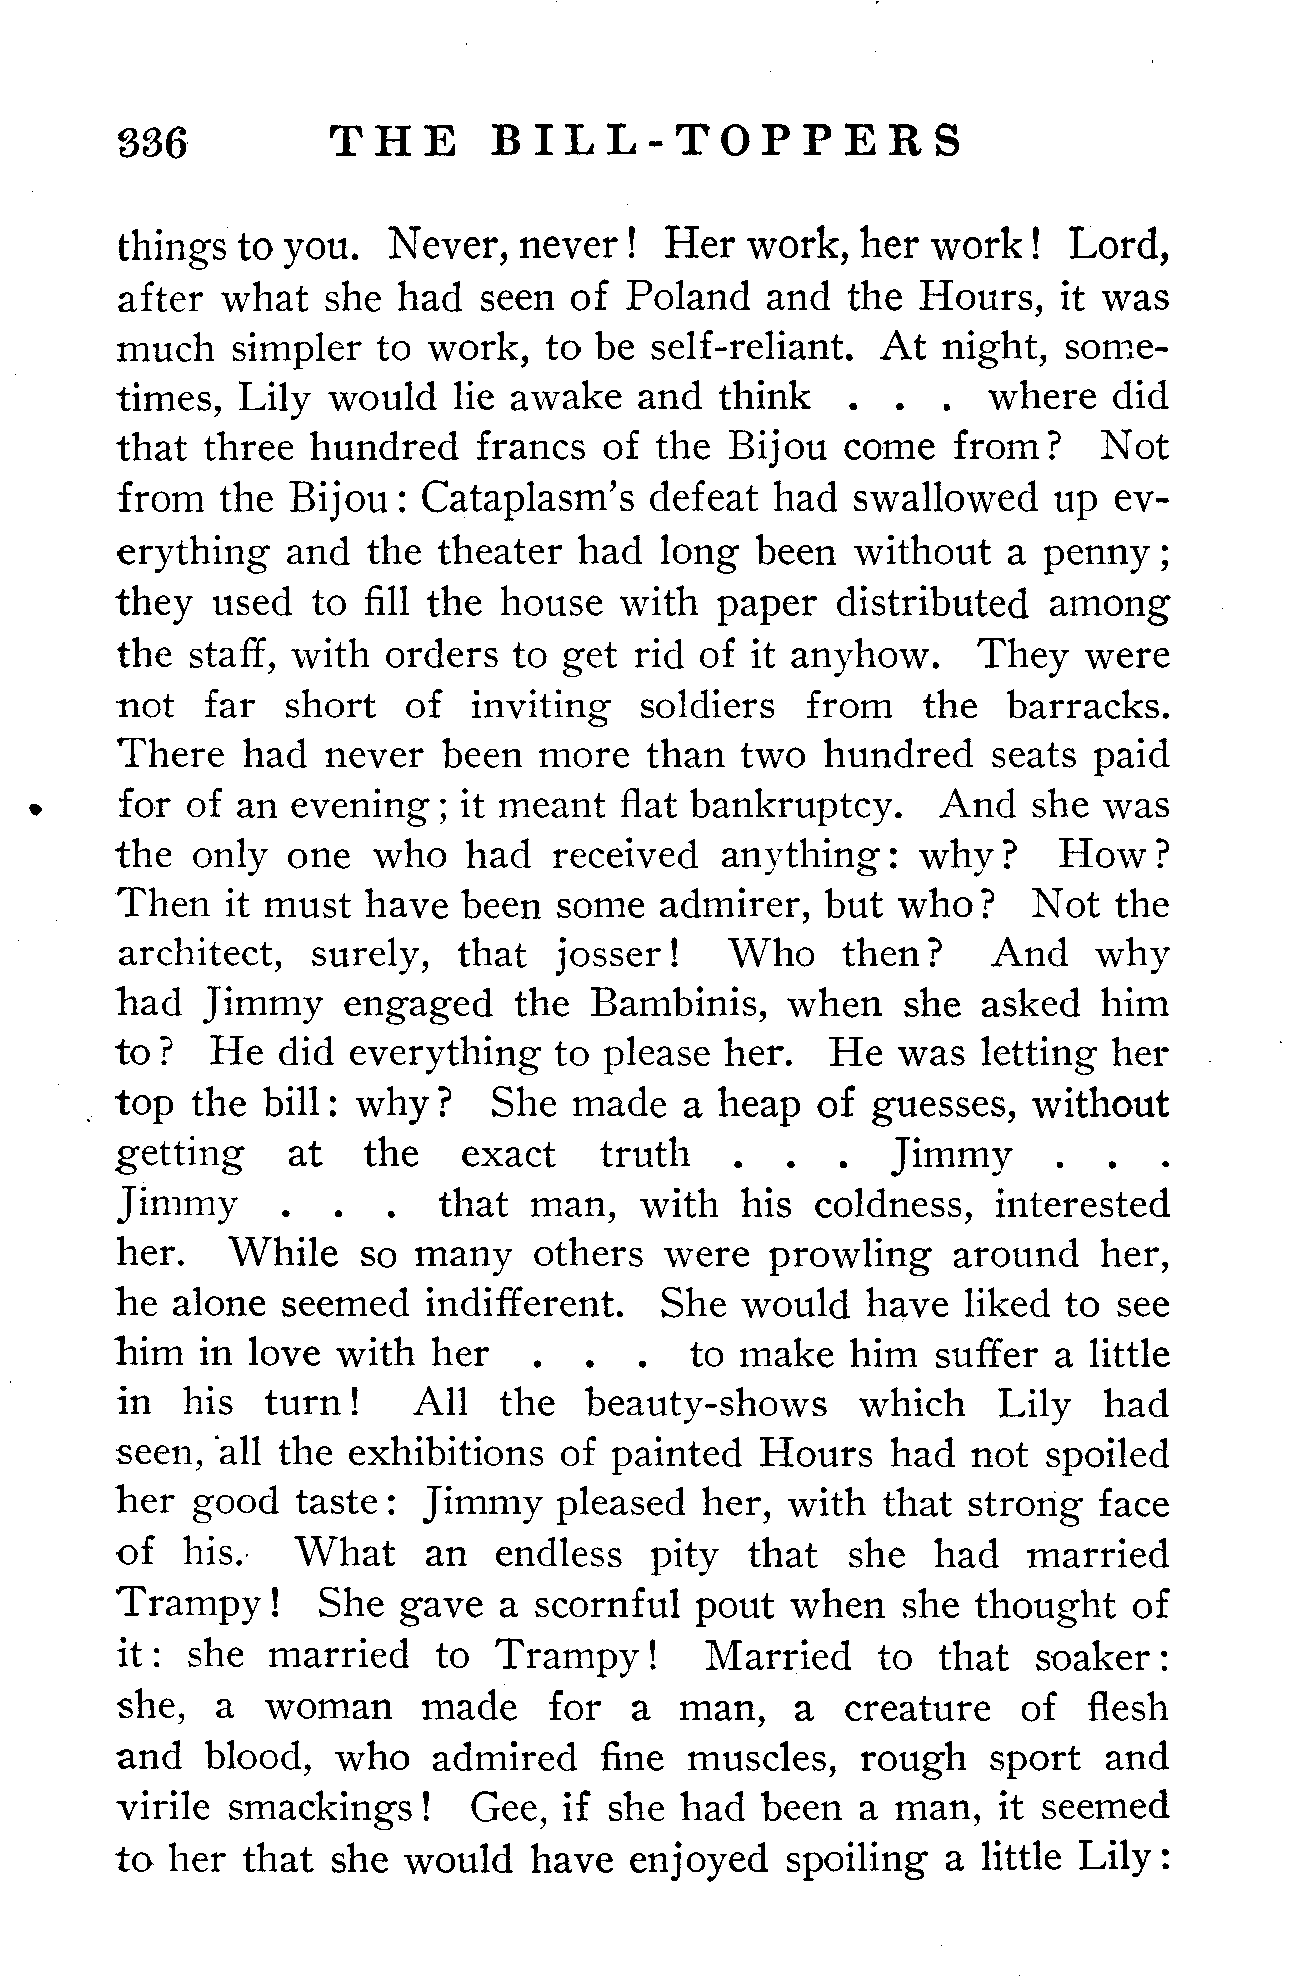 336 THE BILL-TOPPERS
things to you. Never, never! Her work, her work! Lord,
after what she had seen of Poland and the Hours, it was
much simpler to work, to be self-reliant. At night, some-
times, Lily would lie awake and think . . . where did
that three hundred francs of the Bijou come from? Not
from the Bijou: Cataplasm's defeat had swallowed up ev-
erything and the theater had long been without a penny;
they used to fill the house with paper distributed among
the staff, with orders to get rid of it anyhow. They were
not far short of inviting soldiers from the barracks.
There had never been more than two hundred seats paid
for of an evening; it meant flat bankruptcy. And she was
the only one who had received anything: why? How?
Then it must have been some admirer, but who? Not the
architect, surely, that josser! Who then? And why
had Jimmy engaged the Bambinis, when she asked him
to? He did everything to please her. He was letting her
top the bill: why? She made a heap of guesses, without
getting at the exact truth . . . Jimmy . . .
Jimmy . . . that man, with his coldness, interested
her. While so many others were prowling around her,
he alone seemed indifferent. She would have liked to see
him in love with her . . . to make him suffer a little
in his turn! All the beauty-shows which Lily had
seen, all the exhibitions of painted Hours had not spoiled
her good taste: Jimmy pleased her, with that strong face
of his. What an endless pity that she had married
Trampy! She gave a scornful pout when she thought of
it: she married to Trampy! Married to that soaker:
she, a woman made for a man, a creature of flesh
and blood, who admired fine muscles, rough sport and
virile smackings! Gee, if she had been a man, it seemed
to her that she would have enjoyed spoiling a little Lily: